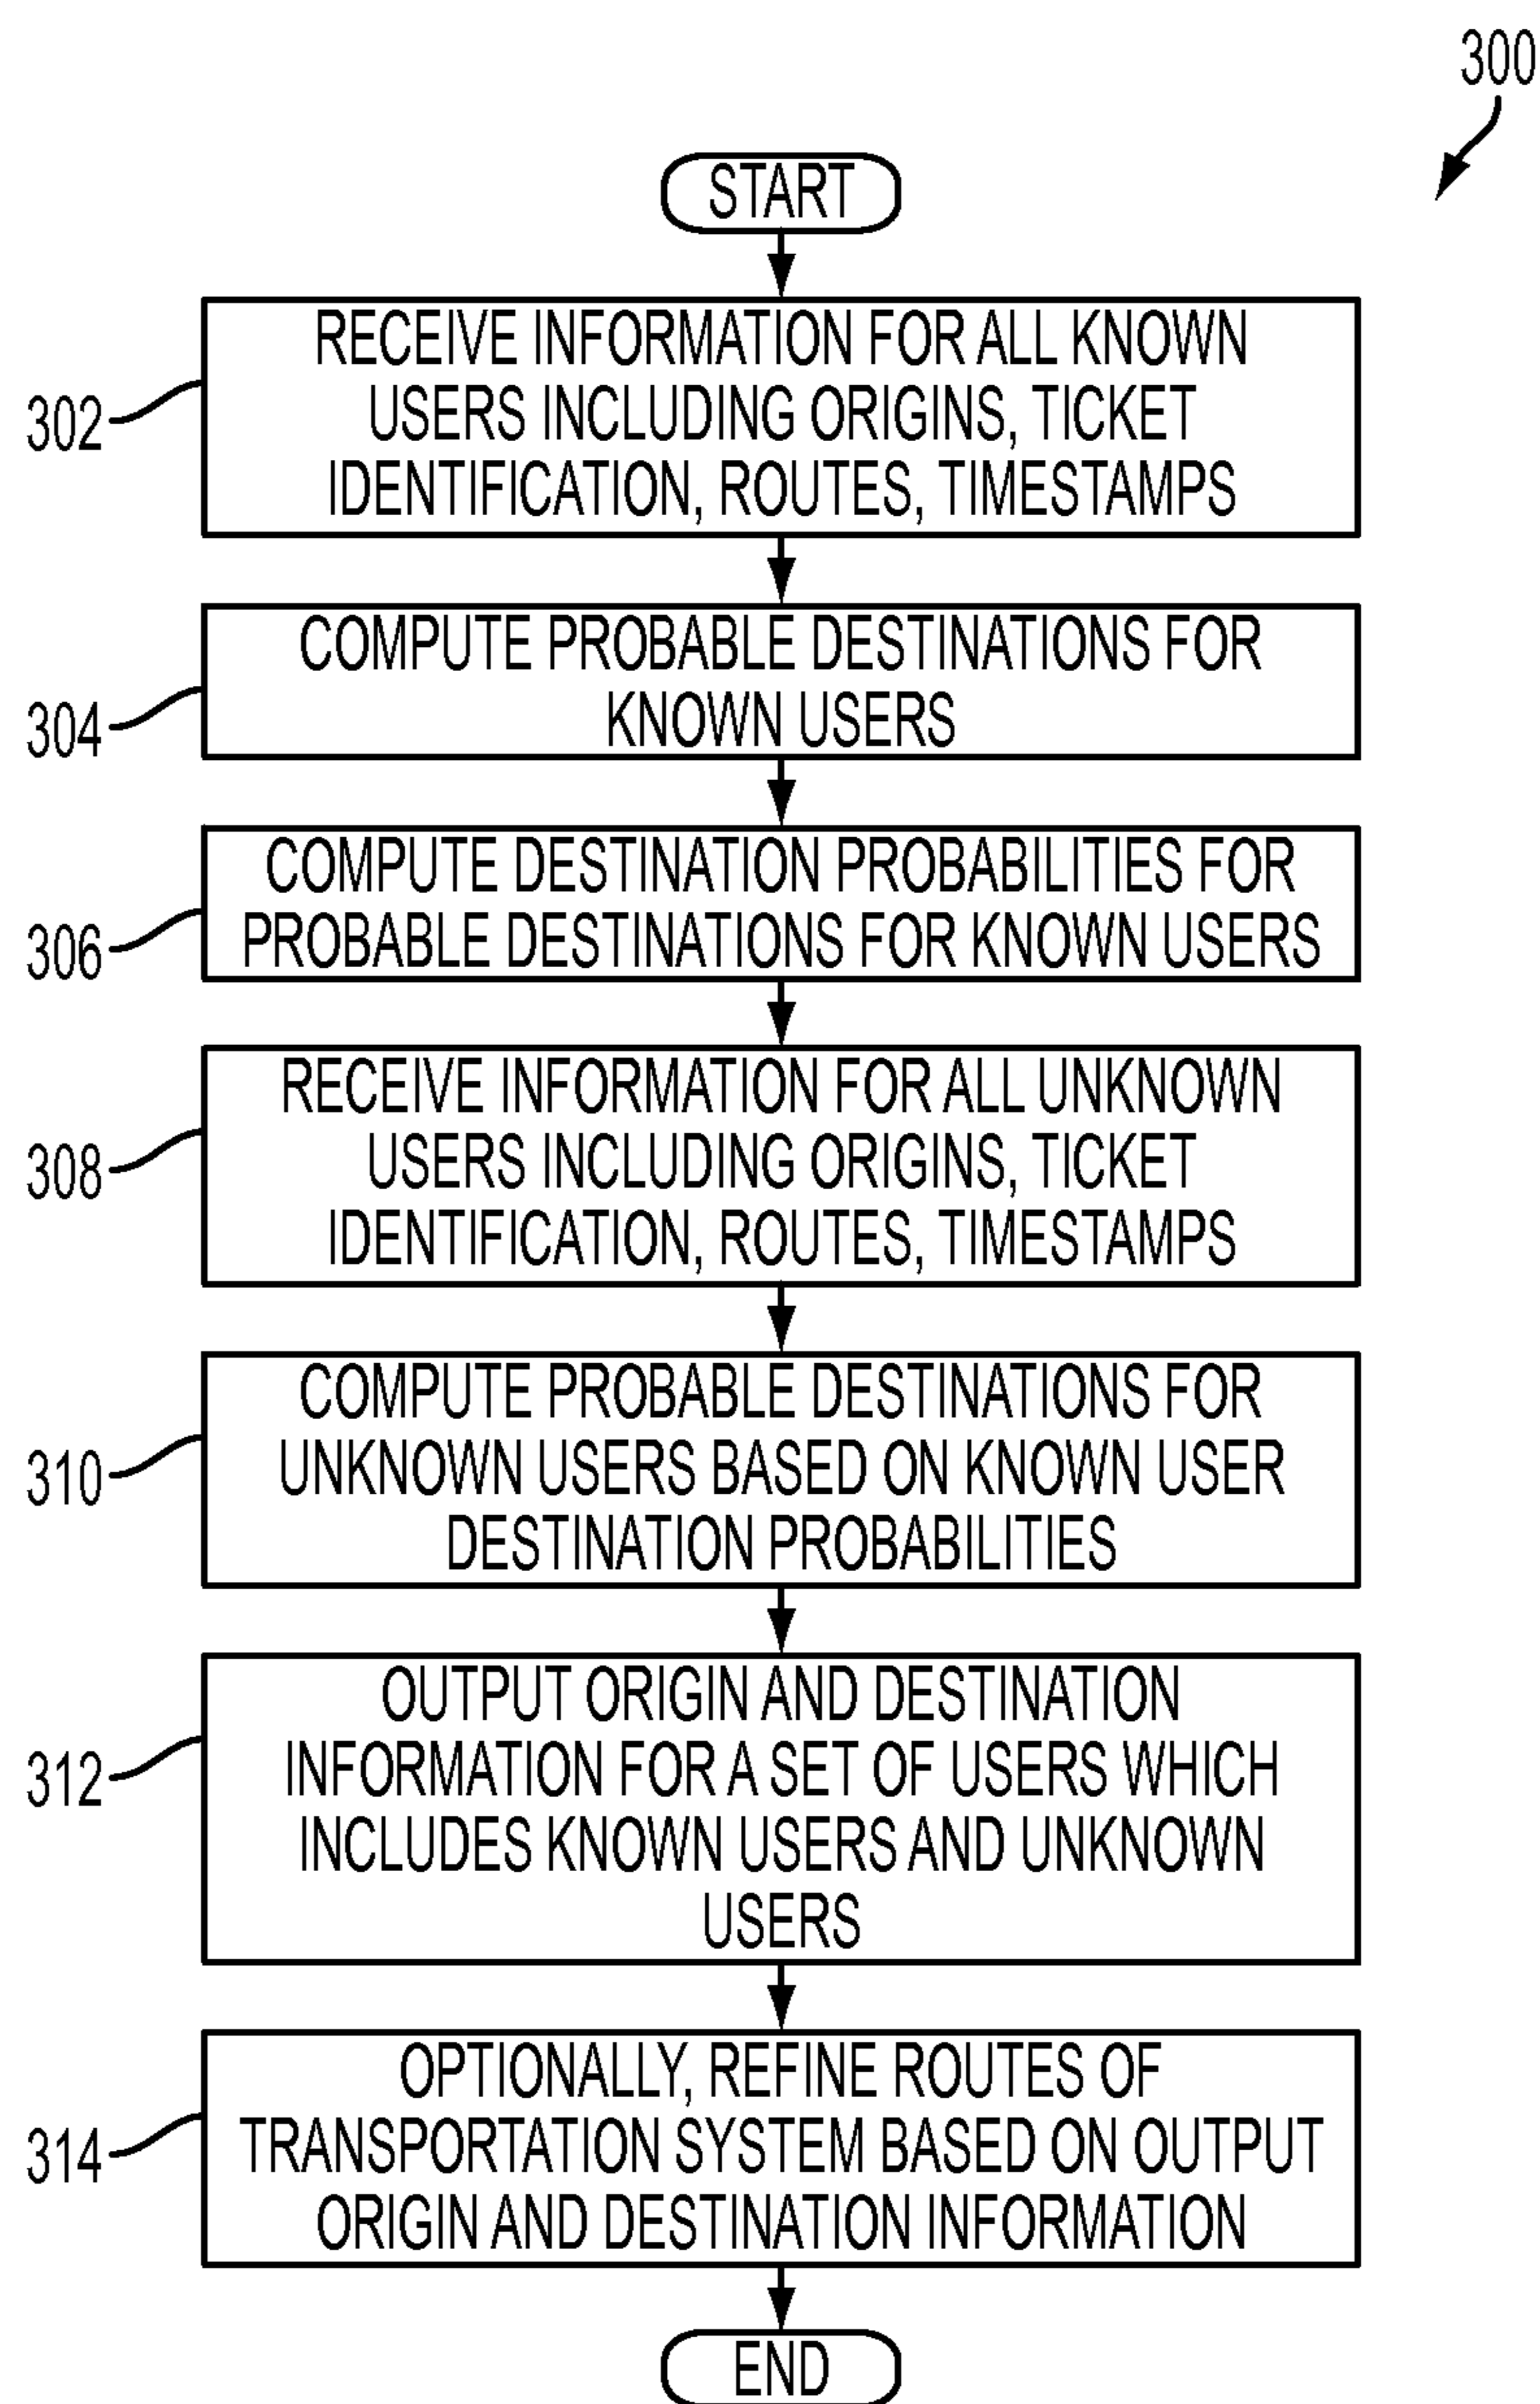 300
START
302
RECEIVE INFORMATION FOR ALL KNOWN
USERS INCLUDING ORIGINS, TICKET
IDENTIFICATION, ROUTES, TIMESTAMPS
304
COMPUTE PROBABLE DESTINATIONS FOR
KNOWN USERS
306
COMPUTE DESTINATION PROBABILITIES FOR
PROBABLE DESTINATIONS FOR KNOWN USERS
308
RECEIVE INFORMATION FOR ALL UNKNOWN
USERS INCLUDING ORIGINS, TICKET
IDENTIFICATION, ROUTES, TIMESTAMPS
310
COMPUTE PROBABLE DESTINATIONS FOR
UNKNOWN USERS BASED ON KNOWN USER
DESTINATION PROBABILITIES
312
OUTPUT ORIGIN AND DESTINATION
INFORMATION FOR A SET OF USERS WHICH
INCLUDES KNOWN USERS AND UNKNOWN
USERS
314
OPTIONALLY, REFINE ROUTES OF
TRANSPORTATION SYSTEM BASED ON OUTPUT
ORIGIN AND DESTINATION INFORMATION
END